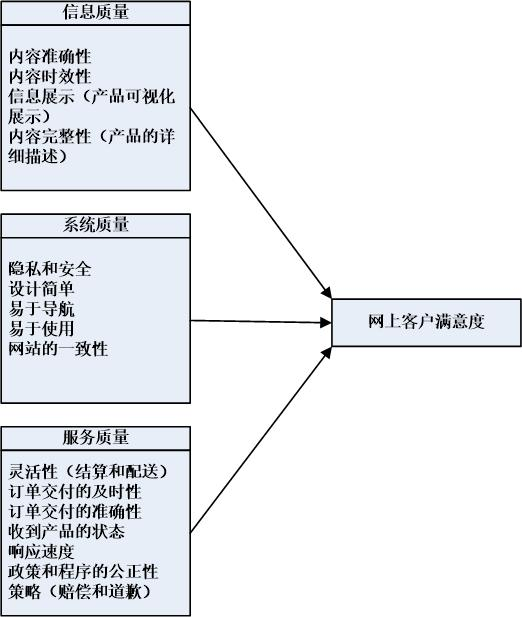 信息质量
内容准确性
内容时效性
信息展示（产品可视化
展示）
内容完整性（产品的详
细描述）
系统质量
隐私和安全
设计简单
易于导航
易于使用
网站的一致性
服务质量
灵活性（结算和配送）
订单交付的及时性
订单交付的准确性
收到产品的状态
响应速度
政策和程序的公正性
策略（赔偿和道歉）
网上客户满意度